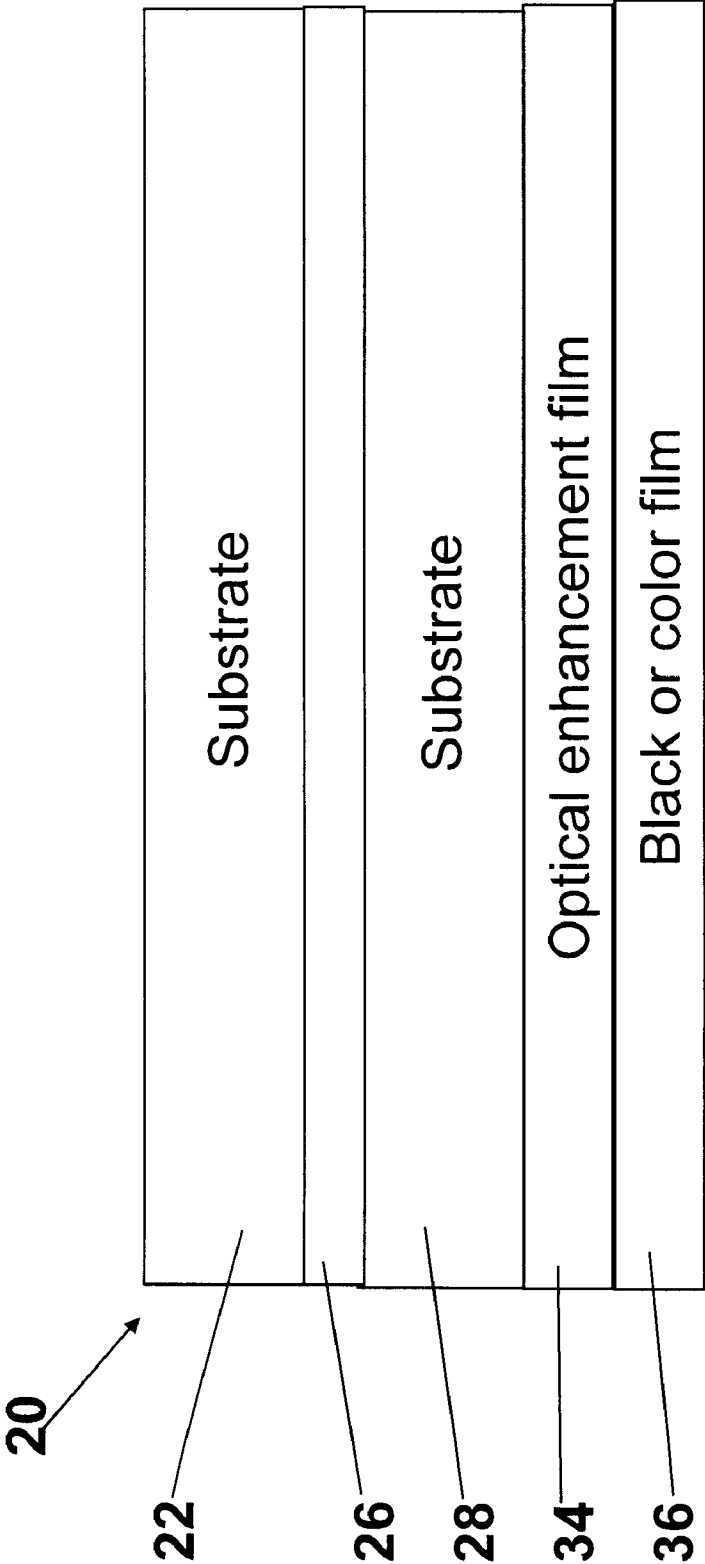 20
22
Substrate
26
28
Substrate
34
Optical enhancement film
36
Black or color film